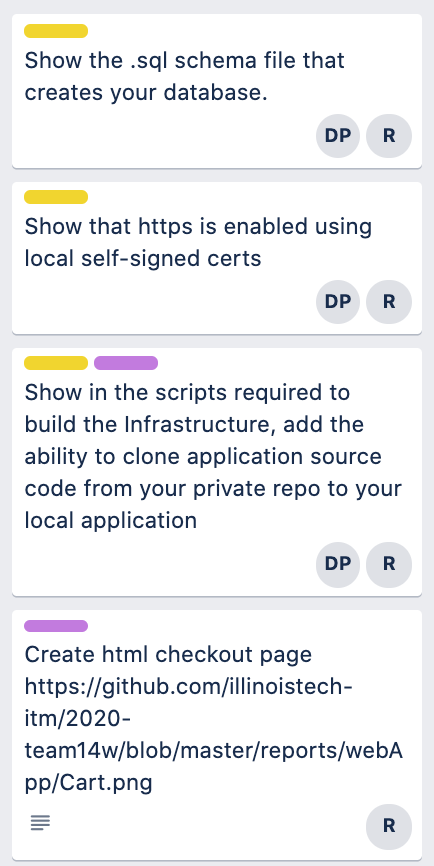 Show the .sql schema file that
creates your database.
DP R
Show that https is enabled using
local self-signed certs
DP R
Show in the scripts required to
build the Infrastructure, add the
ability to clone application source
code from your private repo to your
local application
DP R
Create html checkout page
https://github.com/illinoistech-
itm/2020-
team14w/blob/master/reports/webA
pp/Cart.png
R